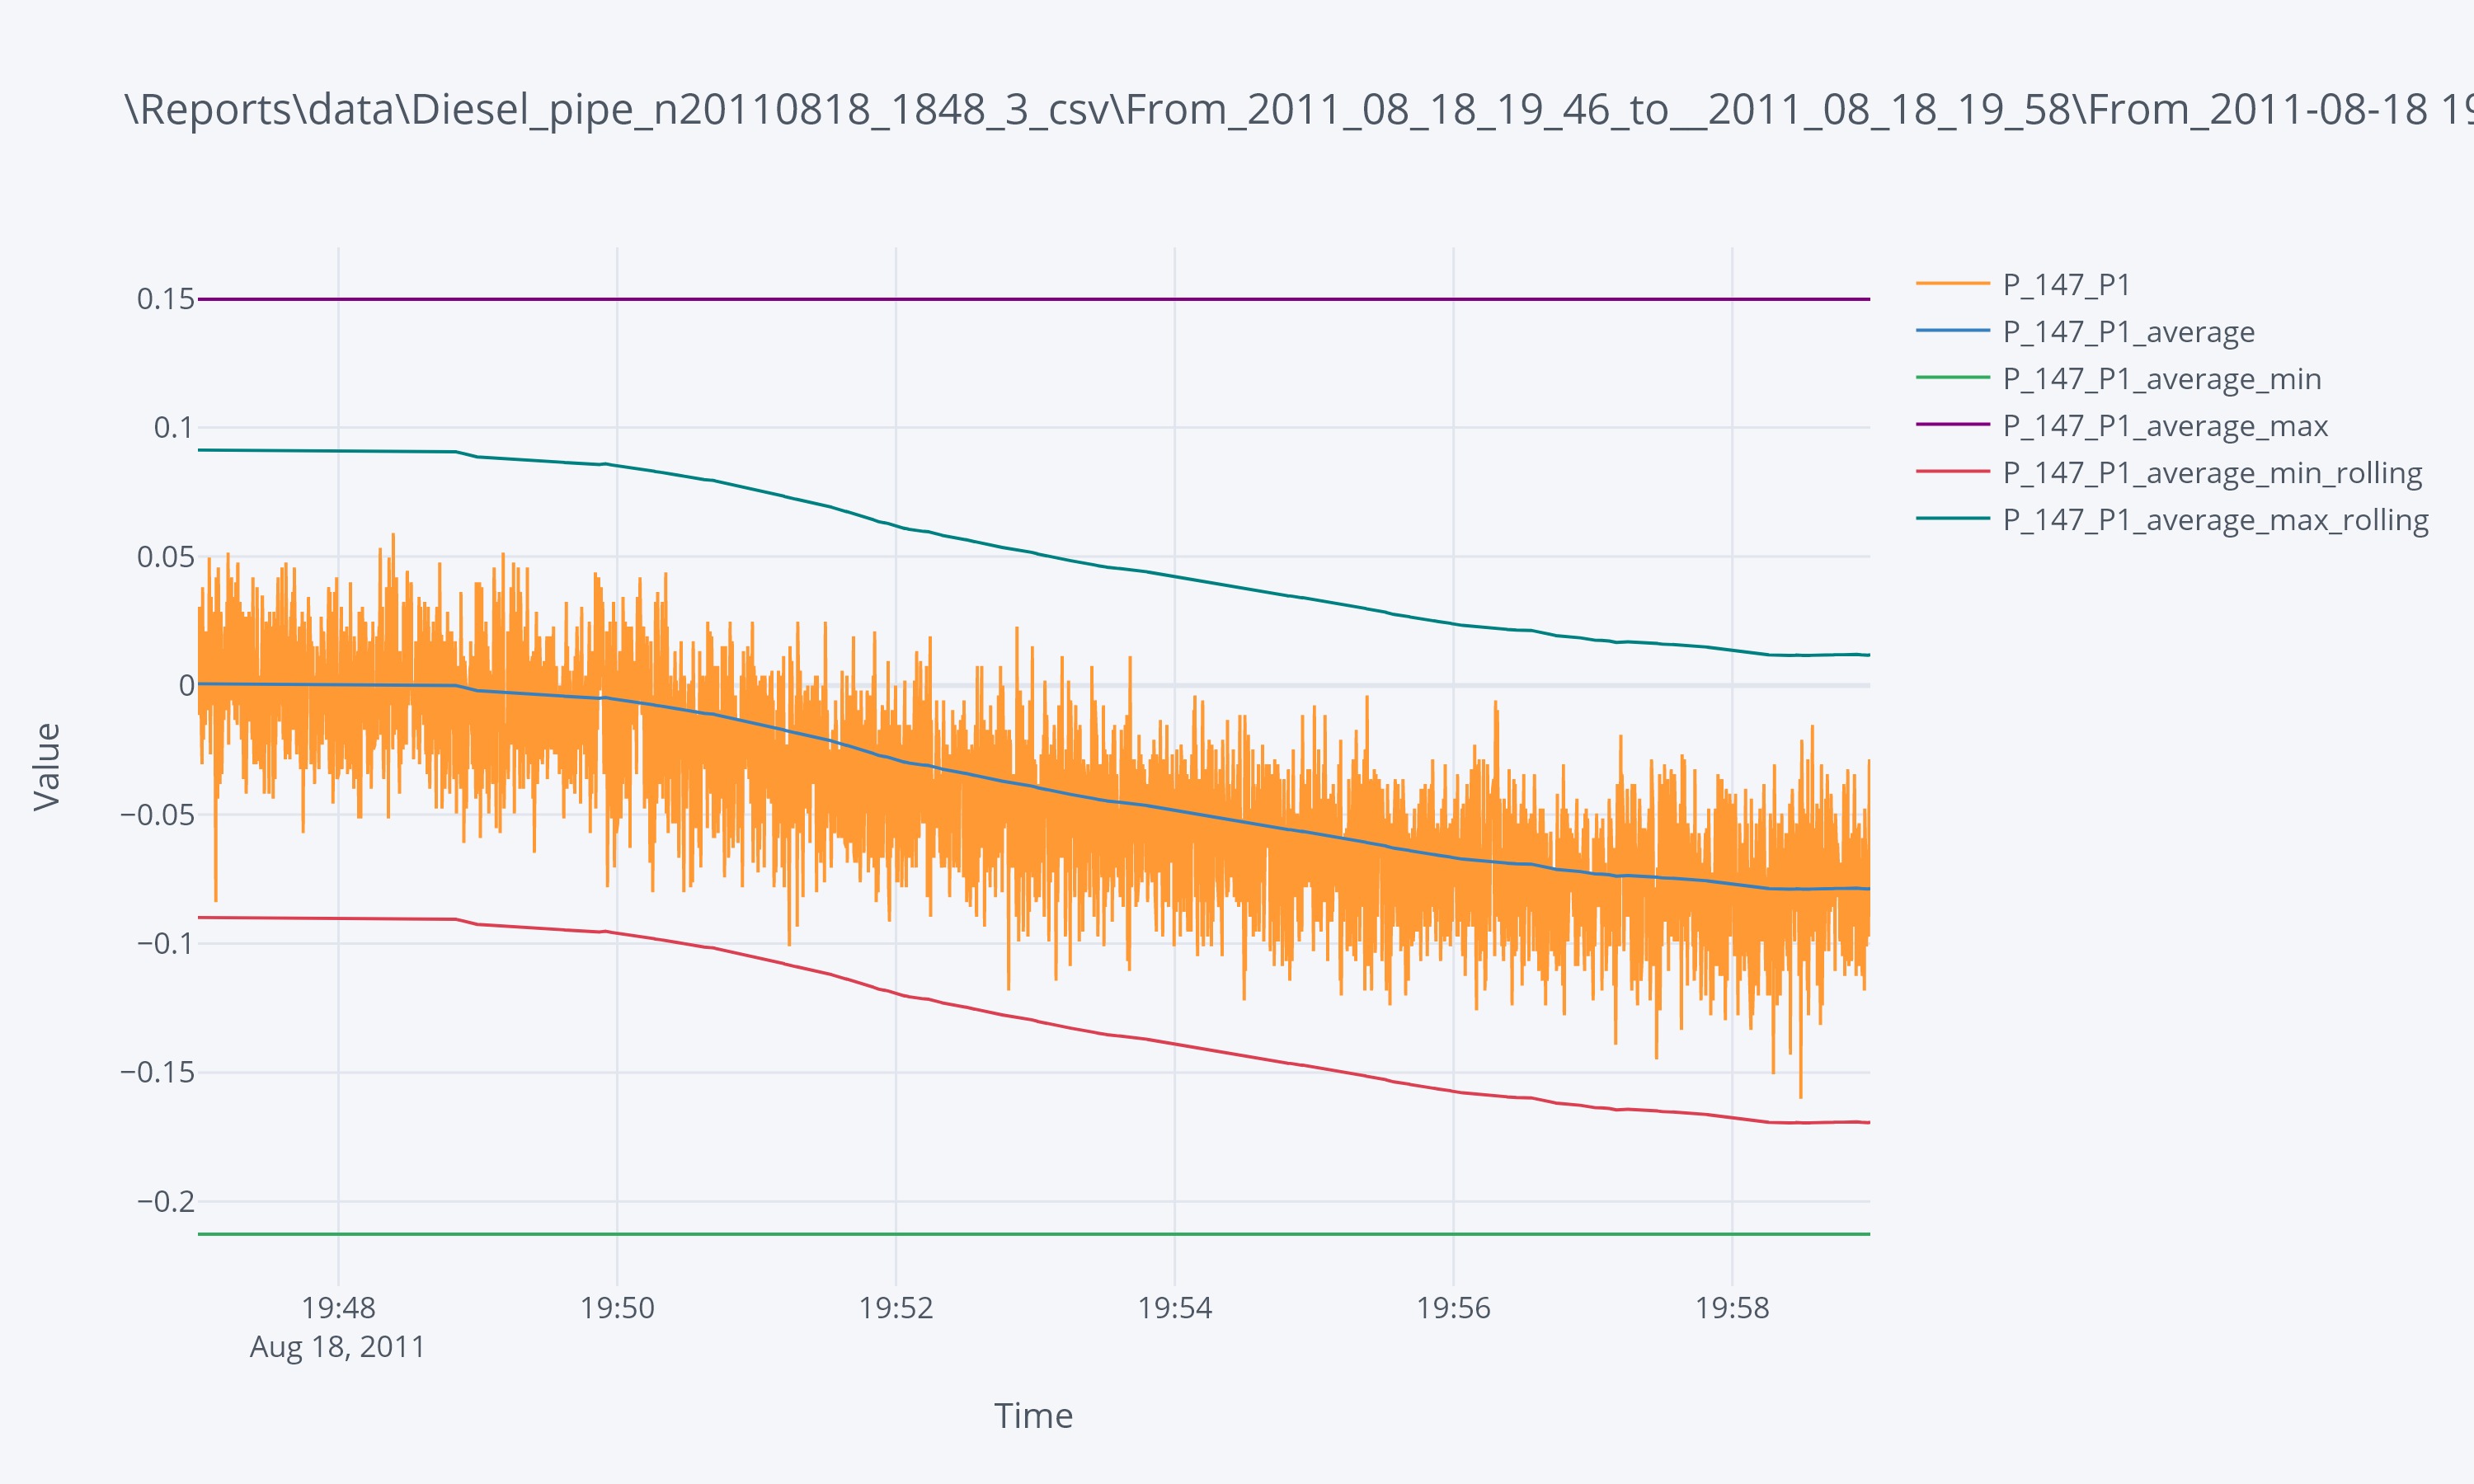 \Reports\data\Diesel_pipe_n20110818_1848_3_csv\From_2011_08_18_19_46_to__2011_08_18_19_58\From_2011-08-18 19
0.15
0.1
0.05
0
−0.05
−0.1
−0.15
−0.2
Value
19:48
Aug 18, 2011
19:50
19:52
19:54
19:56
19:58
Time
P_147_P1
P_147_P1_average
P_147_P1_average_min
P_147_P1_average_max
P_147_P1_average_min_rolling
P_147_P1_average_max_rolling